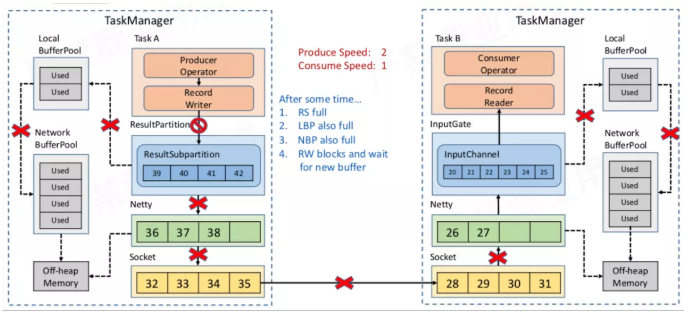 TaskManager
Local
BufferPool
Used
Used
Network
BufferPool
Used
Used
Used
Used
Off-heap
Memory
Task A
Producer
Operator
Record
Writer
ResultPartition
ResultSubpartition
39 40 41 42
Netty
36 37 38
Socket
32 33 34 35
Produce Speed: 2
Consume Speed: 1
After some time...
1. RS full
2. LBP also full
3. NBP also full
4. RW blocks and wait
for new buffer
TaskManager
Task B
Consumer
Operator
Record
Reader
InputGate
InputChannel
20 21 22 23 24 25
Netty
26 27
Socket
28 29 30 31
Local
BufferPool
Used
Used
Network
BufferPool
Used
Used
Used
Used
Off-heap
Memory